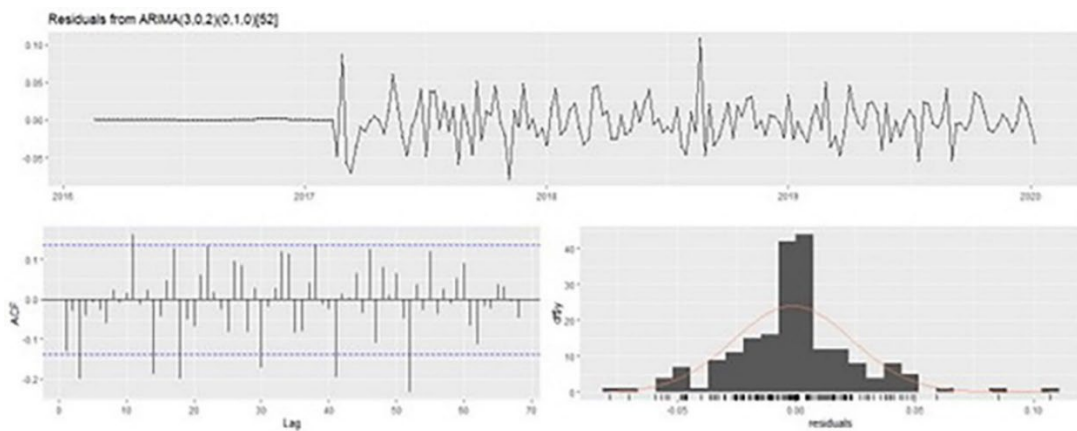 Residuals from ARIMA(3,0,2)(0,1,0)[52]
0.10
0.05
0.00
-0.05
2016 2017 2018 2019 2020
0.1
0.0
-0.1
-0.2
ACF
0 10 20 30 40 50 60 70
Lag
40
30
20
10
0
df$y
-0.05 0.00 0.05 0.10
residuals